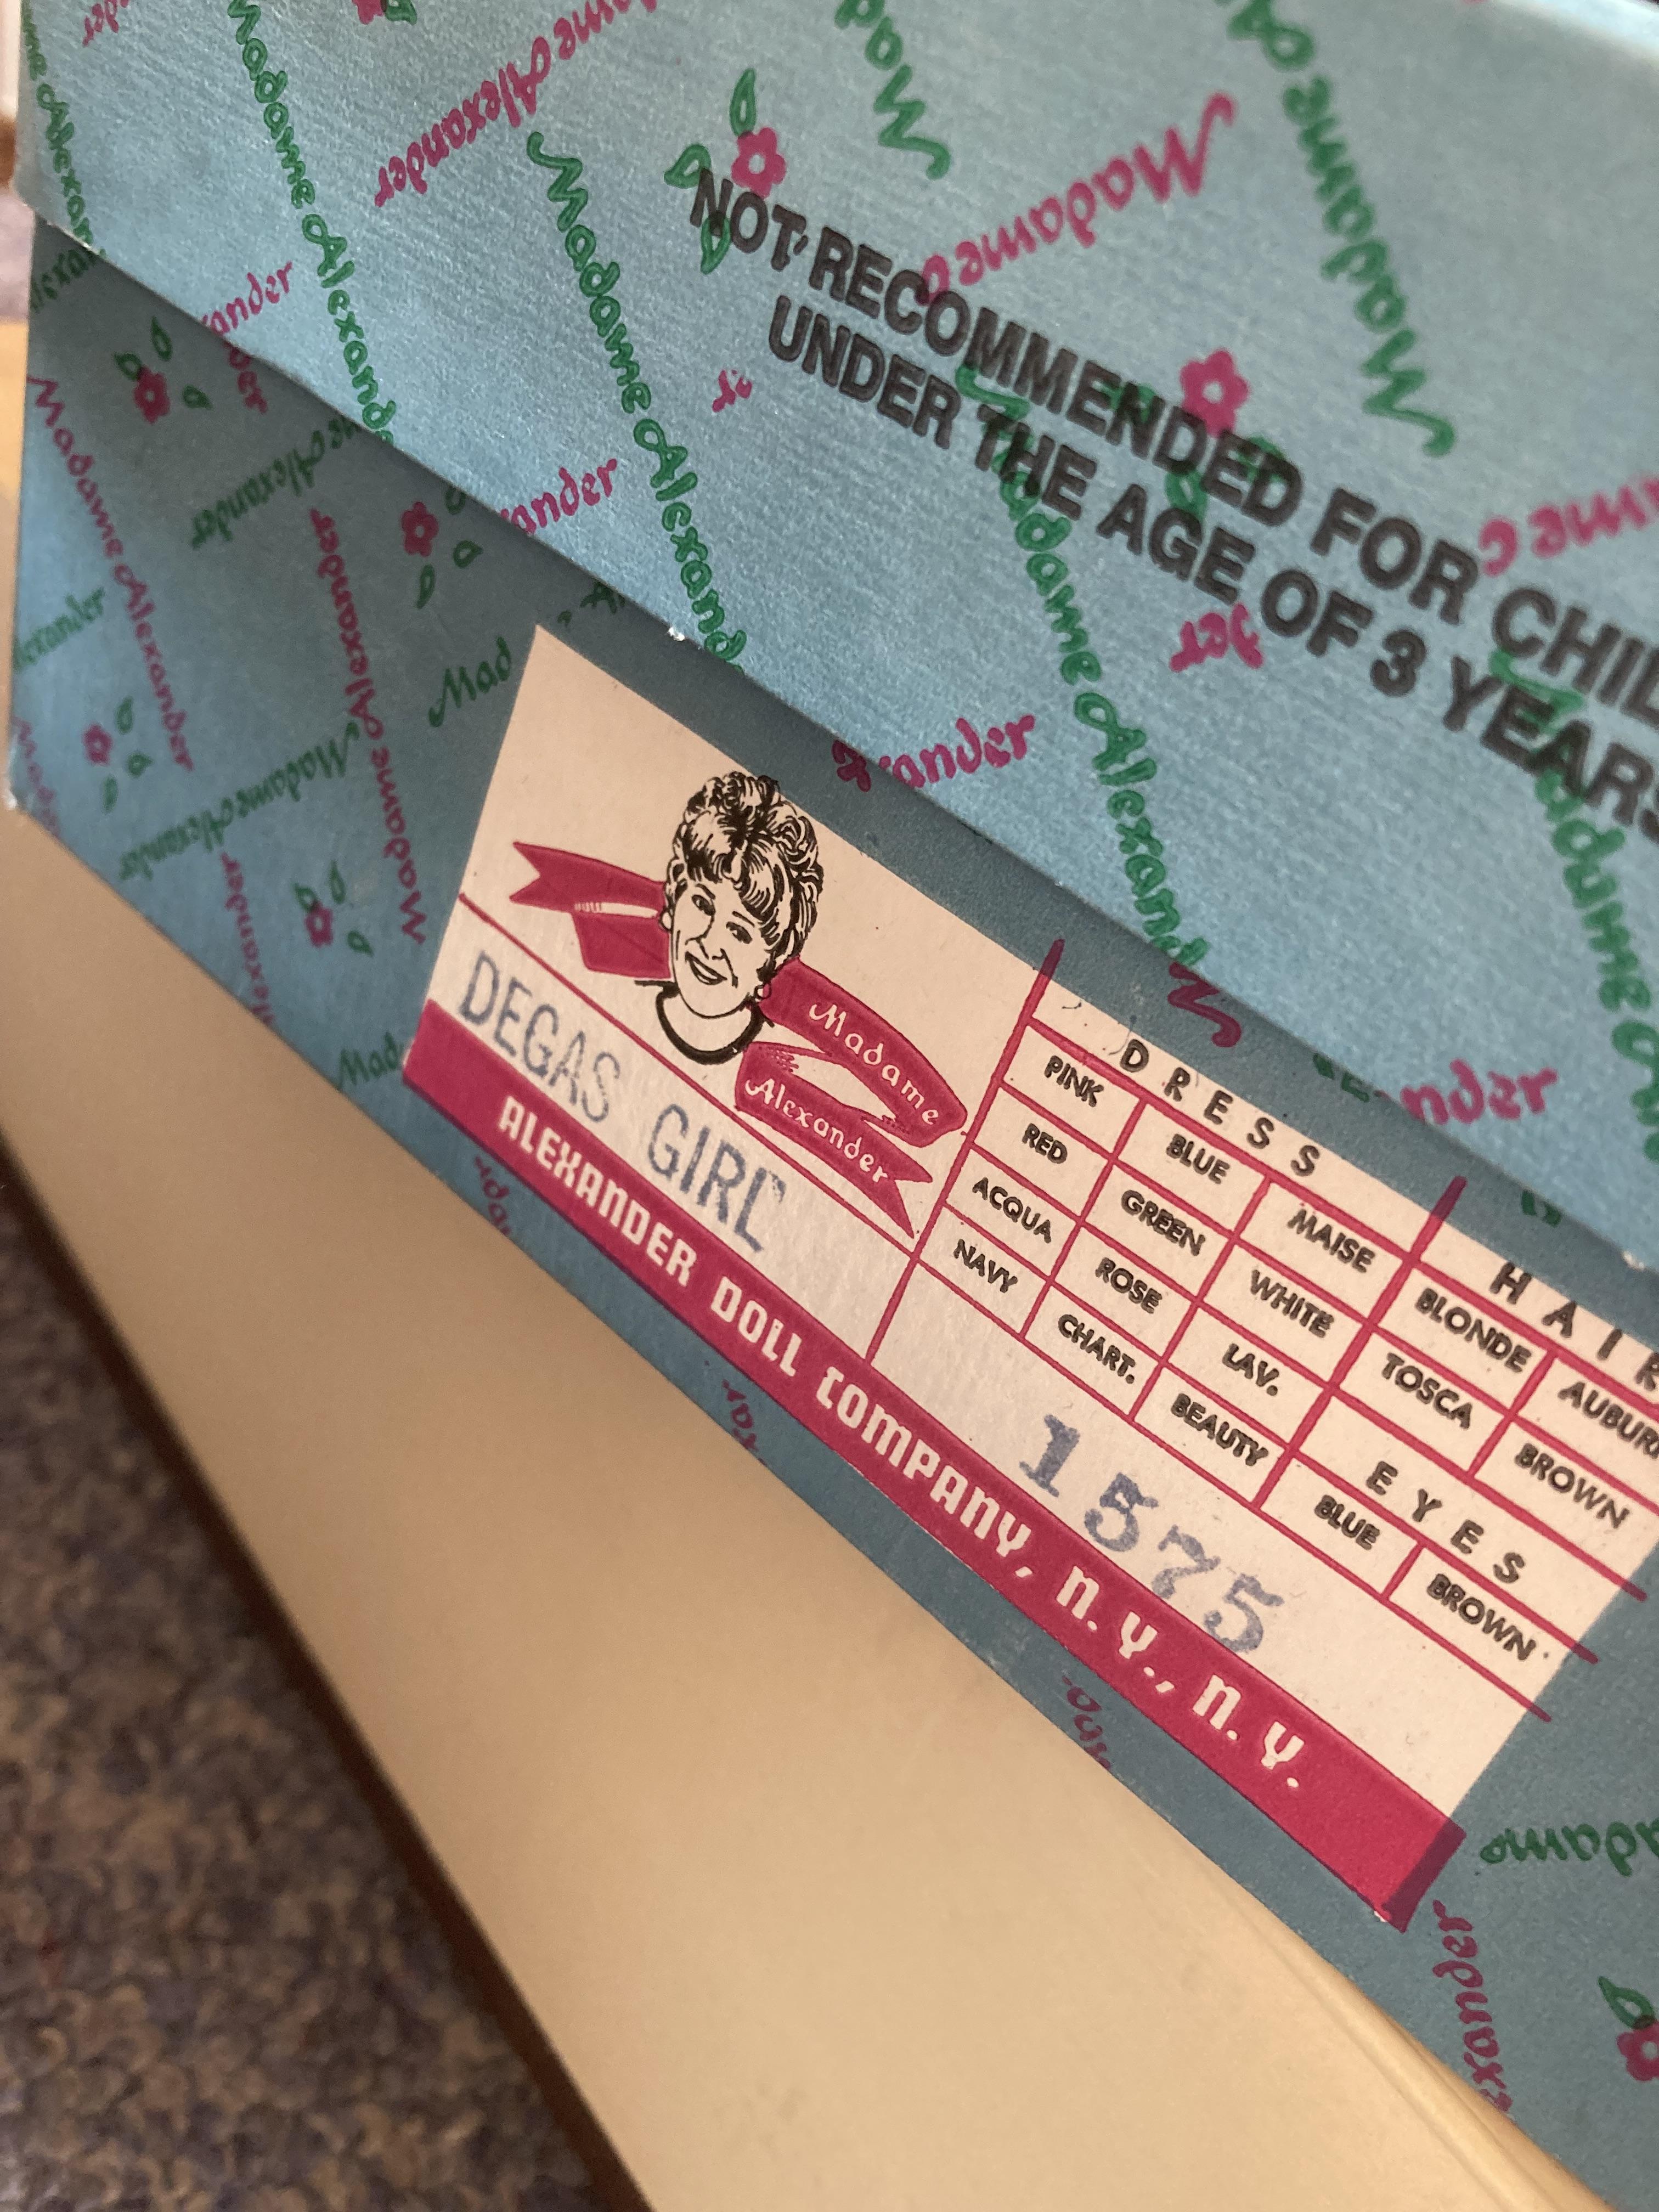 Madame Alexander
NOT RECOMMENDED FOR
UNDER THE AGE OF 3 YEARS
Madame
Alexander
DEGAS GIRL
DRESS
PINK BLUE MAISE
RED GREEN WHITE
ACQUA ROSE LAV.
NAVY CHART. BEAUTY
HAIR
BLONDE AUBURN
TOSCA BROWN
EYES
BLUE BROWN
1575
ALEXANDER DOLL COMPANY, N.Y., N.Y.